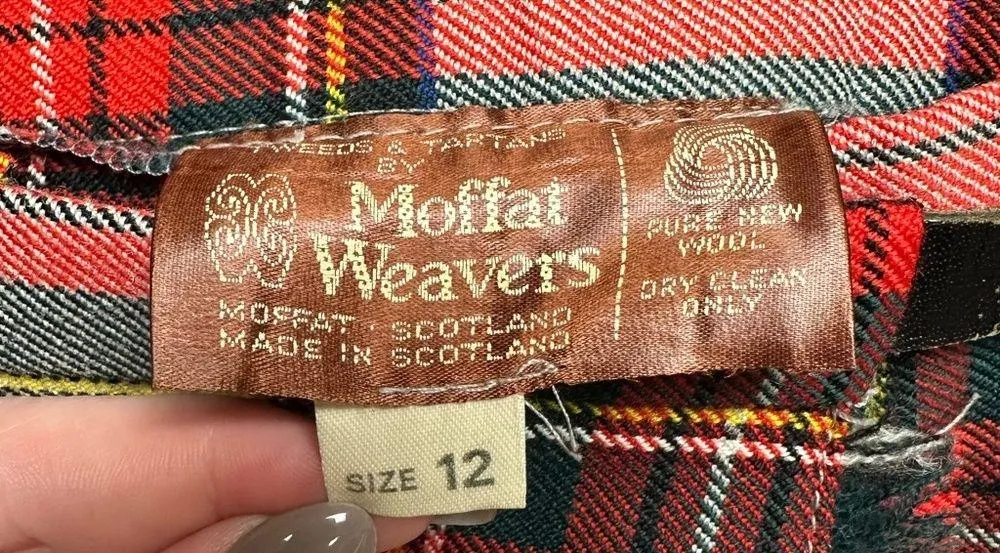 TWEEDS & TARTANS
BY
Moffat
Weavers
MOFFAT · SCOTLAND
MADE IN SCOTLAND
PURE NEW
WOOL
DRY CLEAN
ONLY
SIZE 12